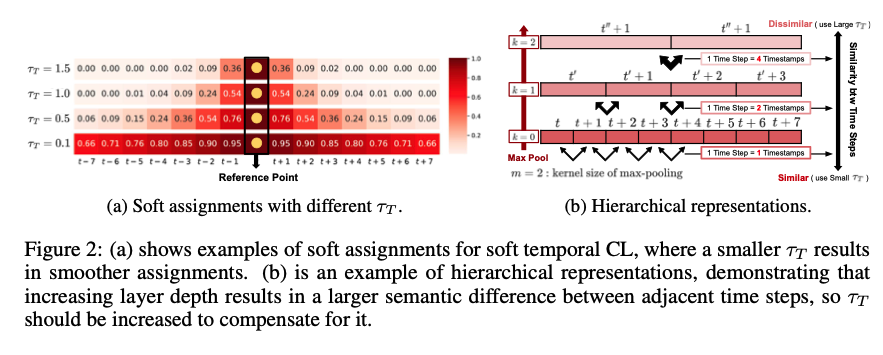 τ_T = 1.5 0.00 0.00 0.00 0.00 0.02 0.09 0.36 0.36 0.09 0.02 0.00 0.00 0.00 0.00
τ_T = 1.0 0.00 0.00 0.01 0.04 0.09 0.24 0.54 0.54 0.24 0.09 0.04 0.01 0.00 0.00
τ_T = 0.5 0.06 0.09 0.15 0.24 0.36 0.54 0.76 0.76 0.54 0.36 0.24 0.15 0.09 0.06
τ_T = 0.1 0.66 0.71 0.76 0.80 0.85 0.90 0.95 0.95 0.90 0.85 0.80 0.76 0.71 0.66
t−7 t−6 t−5 t−4 t−3 t−2 t−1 t+1 t+2 t+3 t+4 t+5 t+6 t+7
Reference Point
1.0
0.8
0.6
0.4
0.2
(a) Soft assignments with different τ_T.
t′′ + 1 t′′ + 1
Dissimilar ( use Large τ_T )
k = 2
1 Time Step = 4 Timestamps
t′ t′ + 1 t′ + 2 t′ + 3
k = 1
1 Time Step = 2 Timestamps
t t + 1 t + 2 t + 3 t + 4 t + 5 t + 6 t + 7
k = 0
1 Time Step = 1 Timestamps
Max Pool
m = 2 : kernel size of max-pooling
Similar ( use Small τ_T )
Similarity btw Time Steps
(b) Hierarchical representations.
Figure 2: (a) shows examples of soft assignments for soft temporal CL, where a smaller τ_T results
in smoother assignments. (b) is an example of hierarchical representations, demonstrating that
increasing layer depth results in a larger semantic difference between adjacent time steps, so τ_T
should be increased to compensate for it.